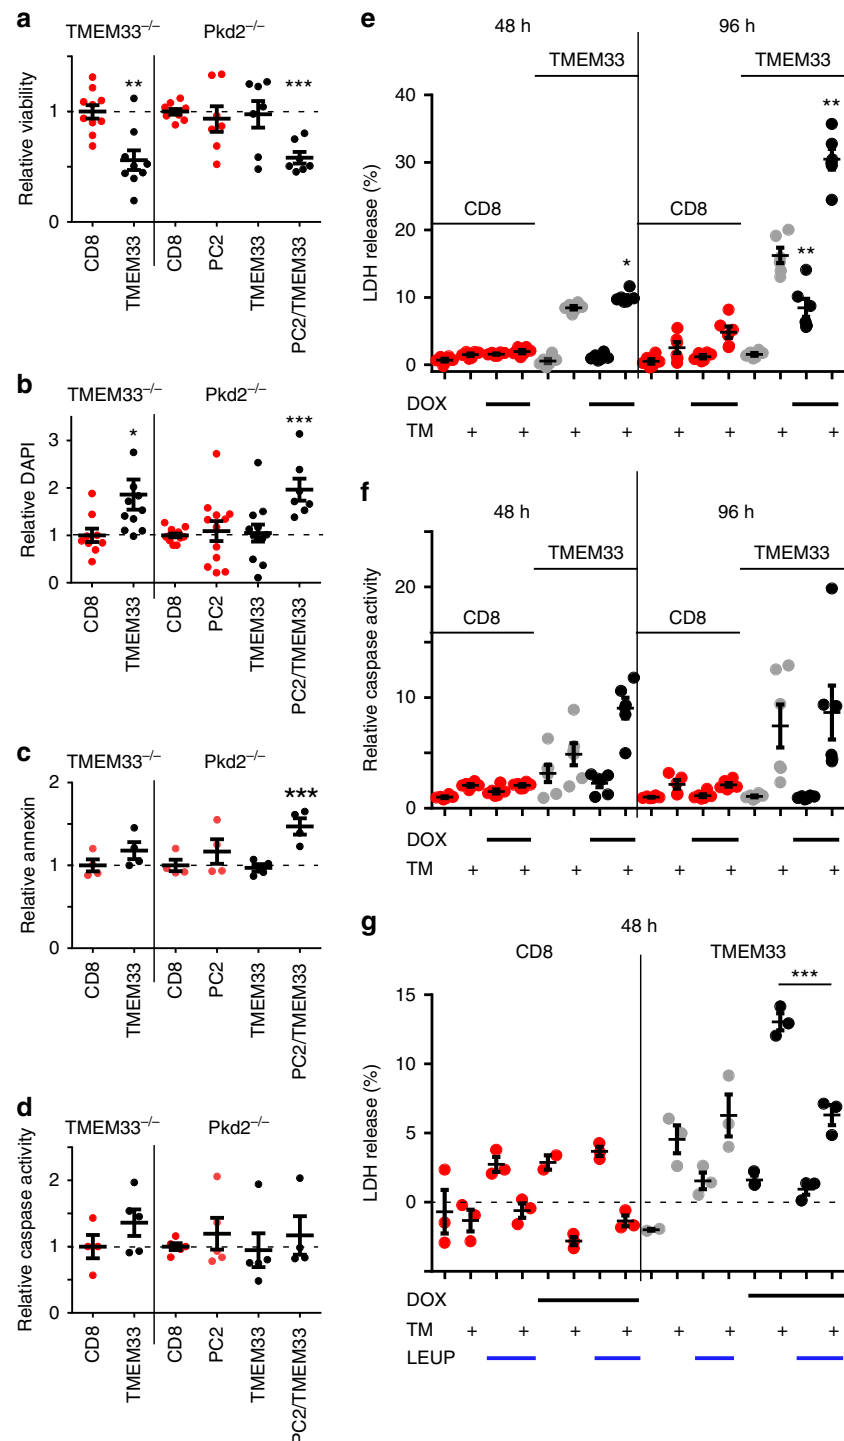 a
TMEM33−/− Pkd2−/−
** ***
Relative viability
1
0
CD8 TMEM33 CD8 PC2 TMEM33 PC2/TMEM33
b
TMEM33−/− Pkd2−/−
* ***
Relative DAPI
3
2
1
0
CD8 TMEM33 CD8 PC2 TMEM33 PC2/TMEM33
c
TMEM33−/− Pkd2−/−
***
Relative annexin
2
1
0
CD8 TMEM33 CD8 PC2 TMEM33 PC2/TMEM33
d
TMEM33−/− Pkd2−/−
Relative caspase activity
2
1
0
CD8 TMEM33 CD8 PC2 TMEM33 PC2/TMEM33
e
48 h 96 h
TMEM33 TMEM33
CD8 CD8
* ** **
LDH release (%)
40
30
20
10
0
DOX
TM + + + + + + + +
f
48 h 96 h
TMEM33 TMEM33
CD8 CD8
Relative caspase activity
20
10
0
DOX
TM + + + + + + + +
g
48 h
CD8 TMEM33
***
LDH release (%)
15
10
5
0
DOX
TM + + + + + + + +
LEUP